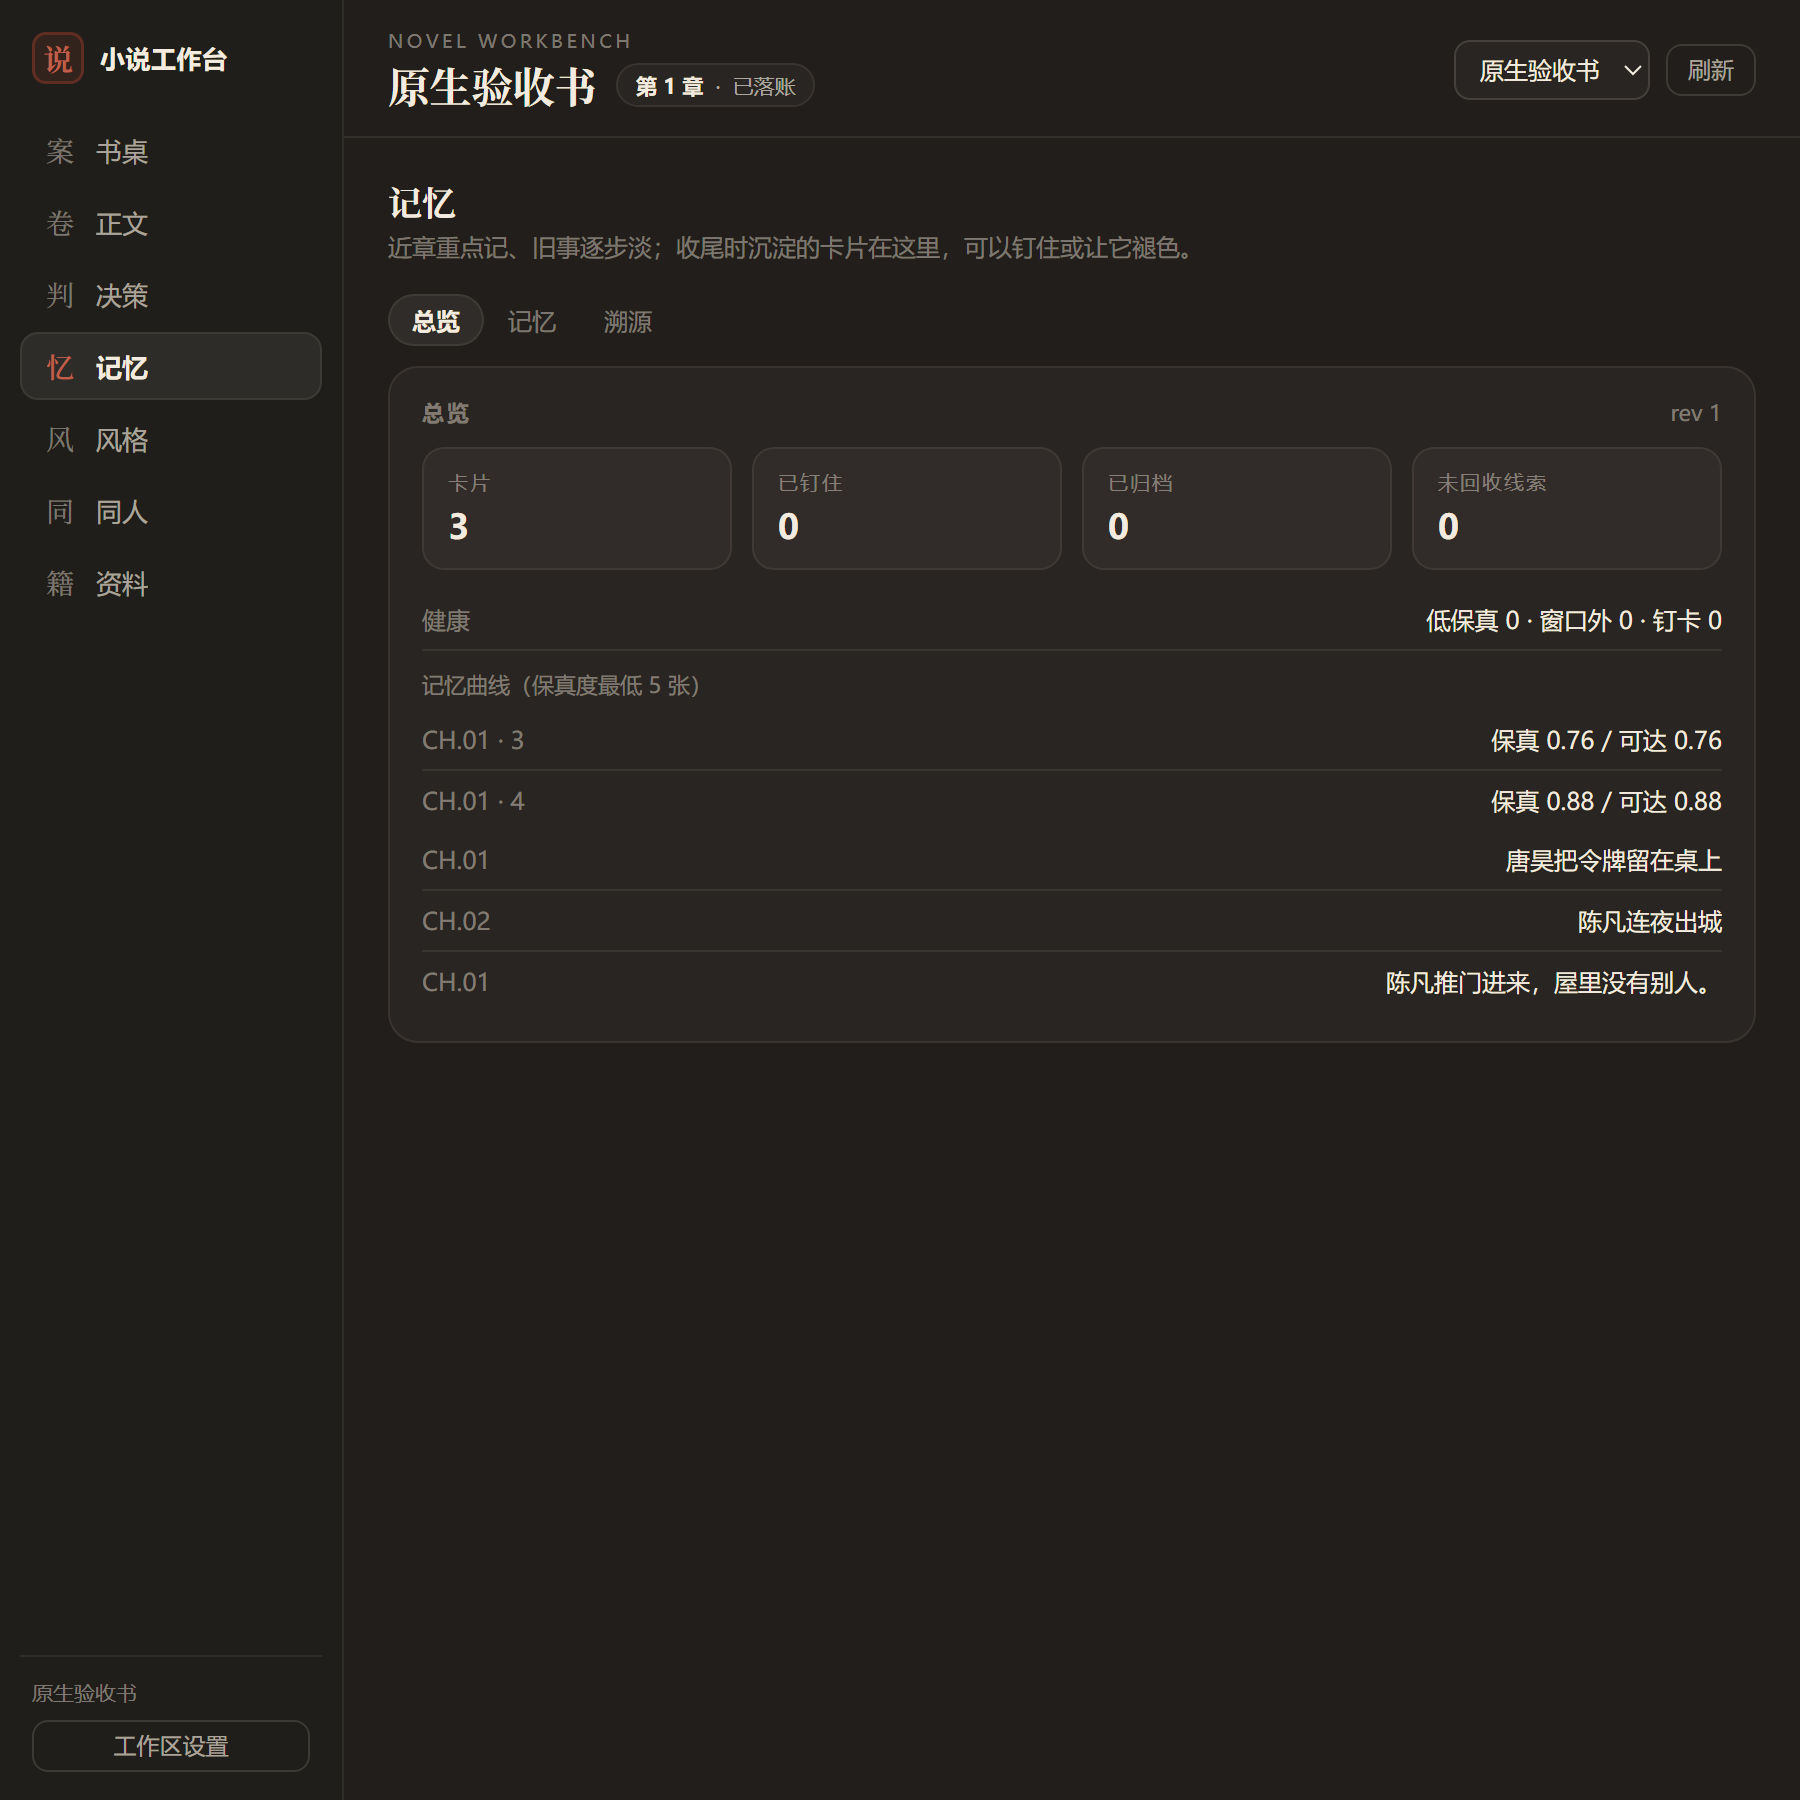 说 小说工作台
案 书桌
卷 正文
判 决策
忆 记忆
风 风格
同 同人
籍 资料
原生验收书
工作区设置
NOVEL WORKBENCH
原生验收书 第 1 章 · 已落账
原生验收书 刷新
记忆
近章重点记、旧事逐步淡；收尾时沉淀的卡片在这里，可以钉住或让它褪色。
总览 记忆 溯源
总览 rev 1
卡片 已钉住 已归档 未回收线索
3 0 0 0
健康 低保真 0 · 窗口外 0 · 钉卡 0
记忆曲线（保真度最低 5 张）
CH.01 · 3 保真 0.76 / 可达 0.76
CH.01 · 4 保真 0.88 / 可达 0.88
CH.01 唐昊把令牌留在桌上
CH.02 陈凡连夜出城
CH.01 陈凡推门进来，屋里没有别人。